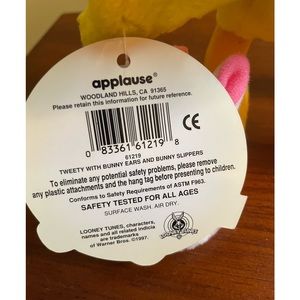 applause®
WOODLAND HILLS, CA 91365
Please retain this information for future reference.
0 83361 61219 8
CE
61219
TWEETY WITH BUNNY EARS AND BUNNY SLIPPERS
To eliminate any potential safety problems, please remove
any plastic attachments and the hang tag before presenting to children.
Conforms to Safety Requirements of ASTM F963.
SAFETY TESTED FOR ALL AGES
SURFACE WASH. AIR DRY.
LOONEY TUNES, characters,
names and all related indicia
are trademarks
of Warner Bros. ©1997.
LOONEY TUNES